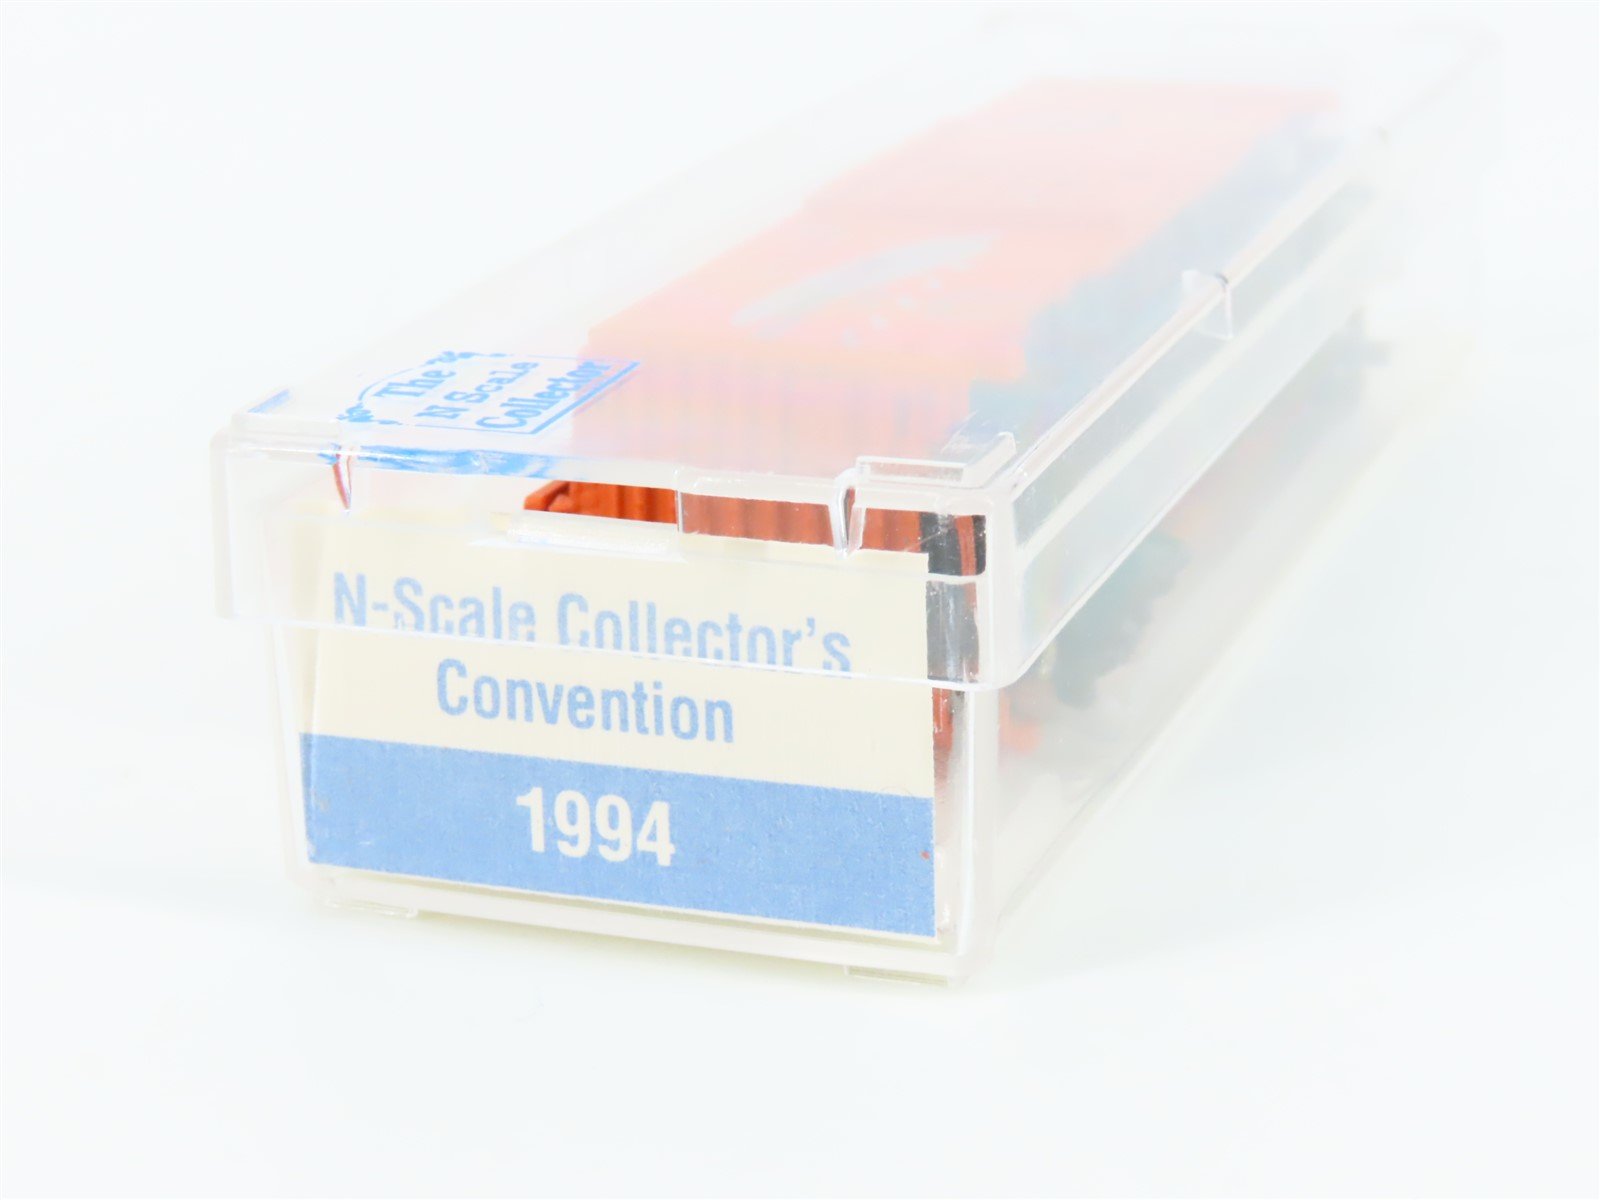 The
N Scale
Collector
N-Scale Collector's
Convention
1994